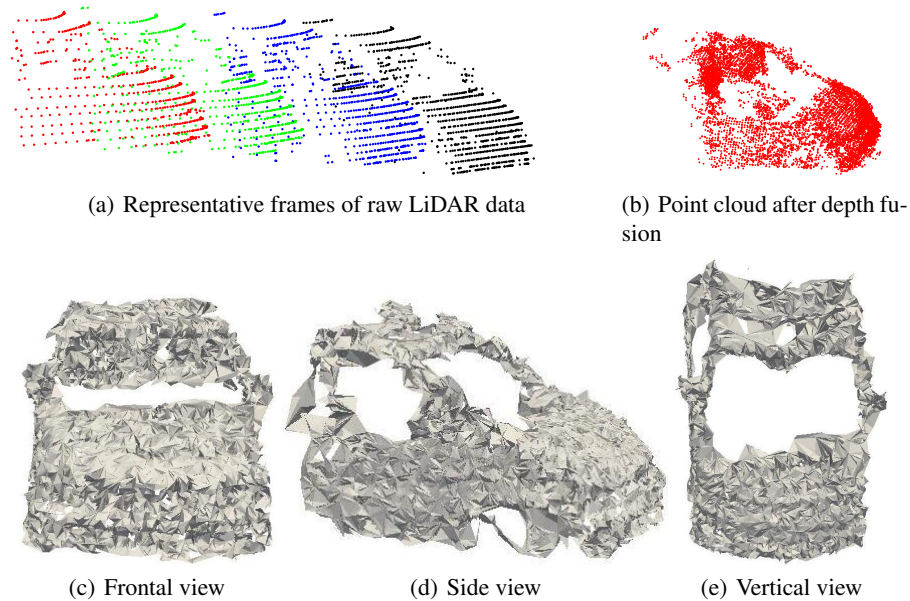 (a) Representative frames of raw LiDAR data
(b) Point cloud after depth fu-
sion
(c) Frontal view
(d) Side view
(e) Vertical view